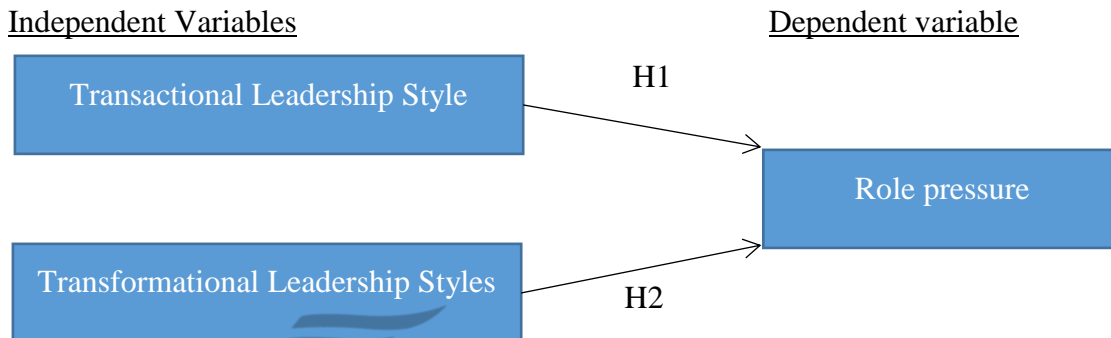 Independent Variables
Dependent variable
Transactional Leadership Style
H1
Role pressure
Transformational Leadership Styles
H2